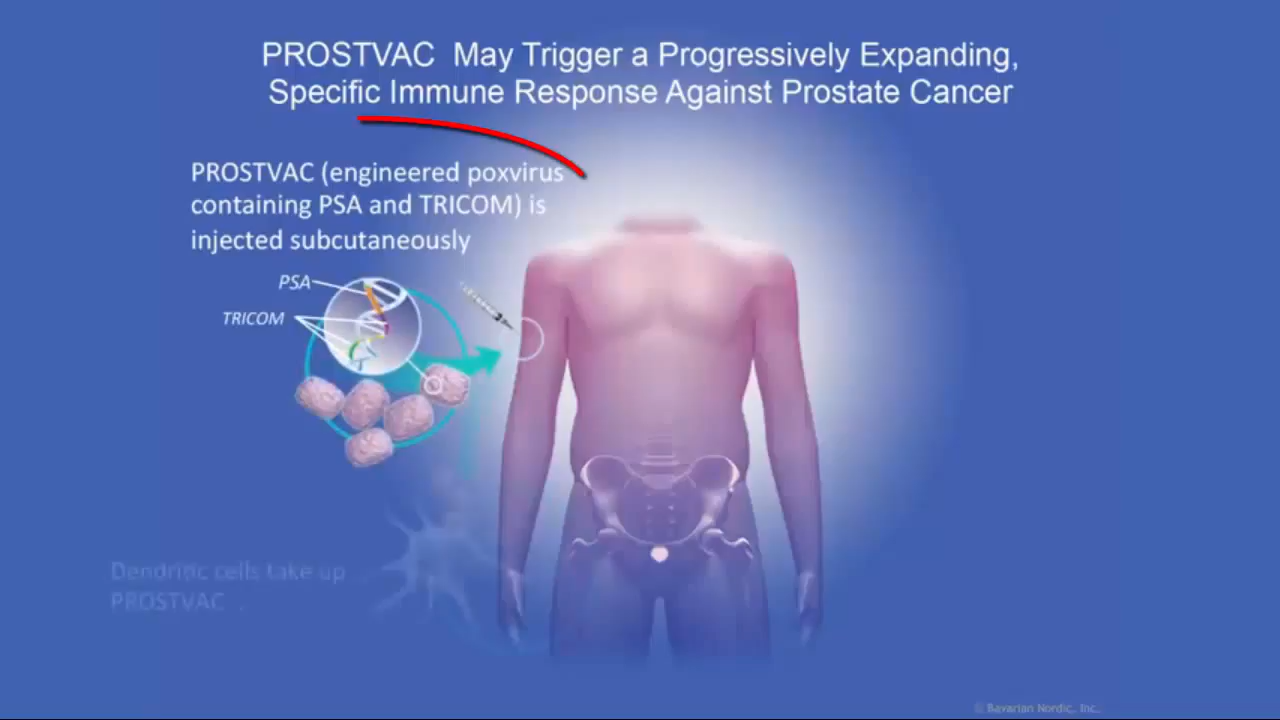 PROSTVAC May Trigger a Progressively Expanding,
Specific Immune Response Against Prostate Cancer
PROSTVAC (engineered poxvirus
containing PSA and TRICOM) is
injected subcutaneously
PSA
TRICOM
Dendritic cells take up
PROSTVAC .
© Bavarian Nordic, Inc.